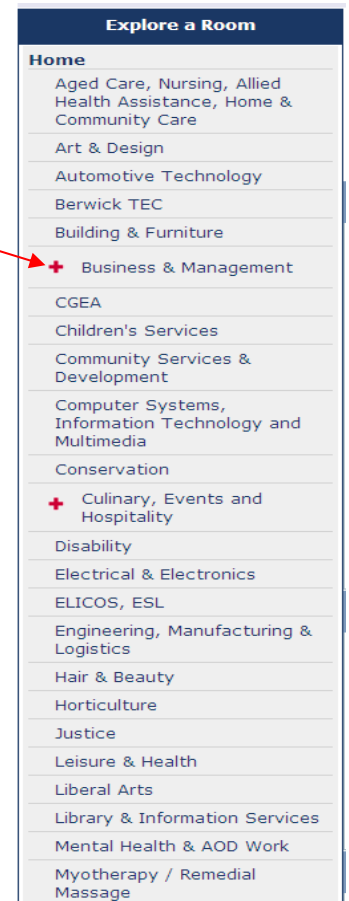 Explore a Room
Home
Aged Care, Nursing, Allied
Health Assistance, Home &
Community Care
Art & Design
Automotive Technology
Berwick TEC
Building & Furniture
Business & Management
CGEA
Children's Services
Community Services &
Development
Computer Systems,
Information Technology and
Multimedia
Conservation
Culinary, Events and
Hospitality
Disability
Electrical & Electronics
ELICOS, ESL
Engineering, Manufacturing &
Logistics
Hair & Beauty
Horticulture
Justice
Leisure & Health
Liberal Arts
Library & Information Services
Mental Health & AOD Work
Myotherapy / Remedial
Massage